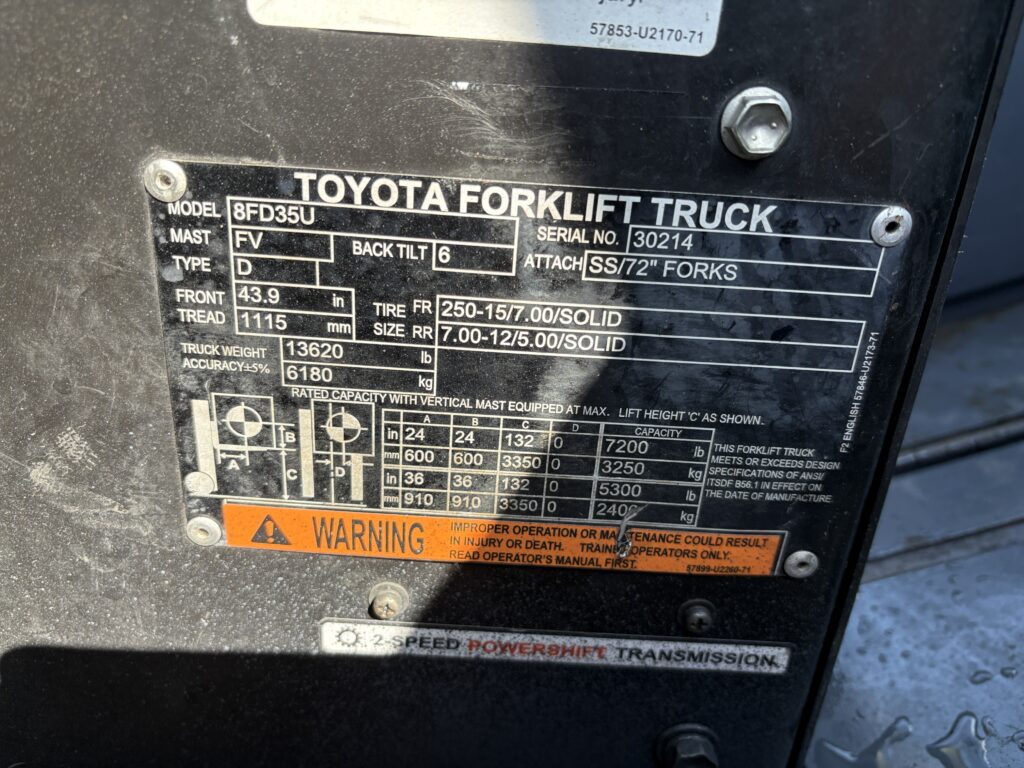 57853-U2170-71
TOYOTA FORKLIFT TRUCK
MODEL 8FD35U
SERIAL NO. 30214
MAST FV BACK TILT 6
ATTACH SS/72" FORKS
TYPE D
FRONT TREAD 43.9 in
1115 mm
TIRE SIZE FR 250-15/7.00/SOLID
RR 7.00-12/5.00/SOLID
TRUCK WEIGHT 13620 lb
ACCURACY±5% 6180 kg
F2 ENGLISH 57846-U2173-71
RATED CAPACITY WITH VERTICAL MAST EQUIPPED AT MAX. LIFT HEIGHT 'C' AS SHOWN.
A B C D
A B C D CAPACITY
in 24 24 132 0 7200 lb
mm 600 600 3350 0 3250 kg
in 36 36 132 0 5300 lb
mm 910 910 3350 0 kg
THIS FORKLIFT TRUCK
MEETS OR EXCEEDS DESIGN
SPECIFICATIONS OF ANSI/
ITSDF B56.1 IN EFFECT ON
THE DATE OF MANUFACTURE.
WARNING
IMPROPER OPERATION OR MAINTENANCE COULD RESULT
IN INJURY OR DEATH. TRAINED OPERATORS ONLY.
READ OPERATOR'S MANUAL FIRST.
57899-U2260-71
2-SPEED POWERSHIFT TRANSMISSION